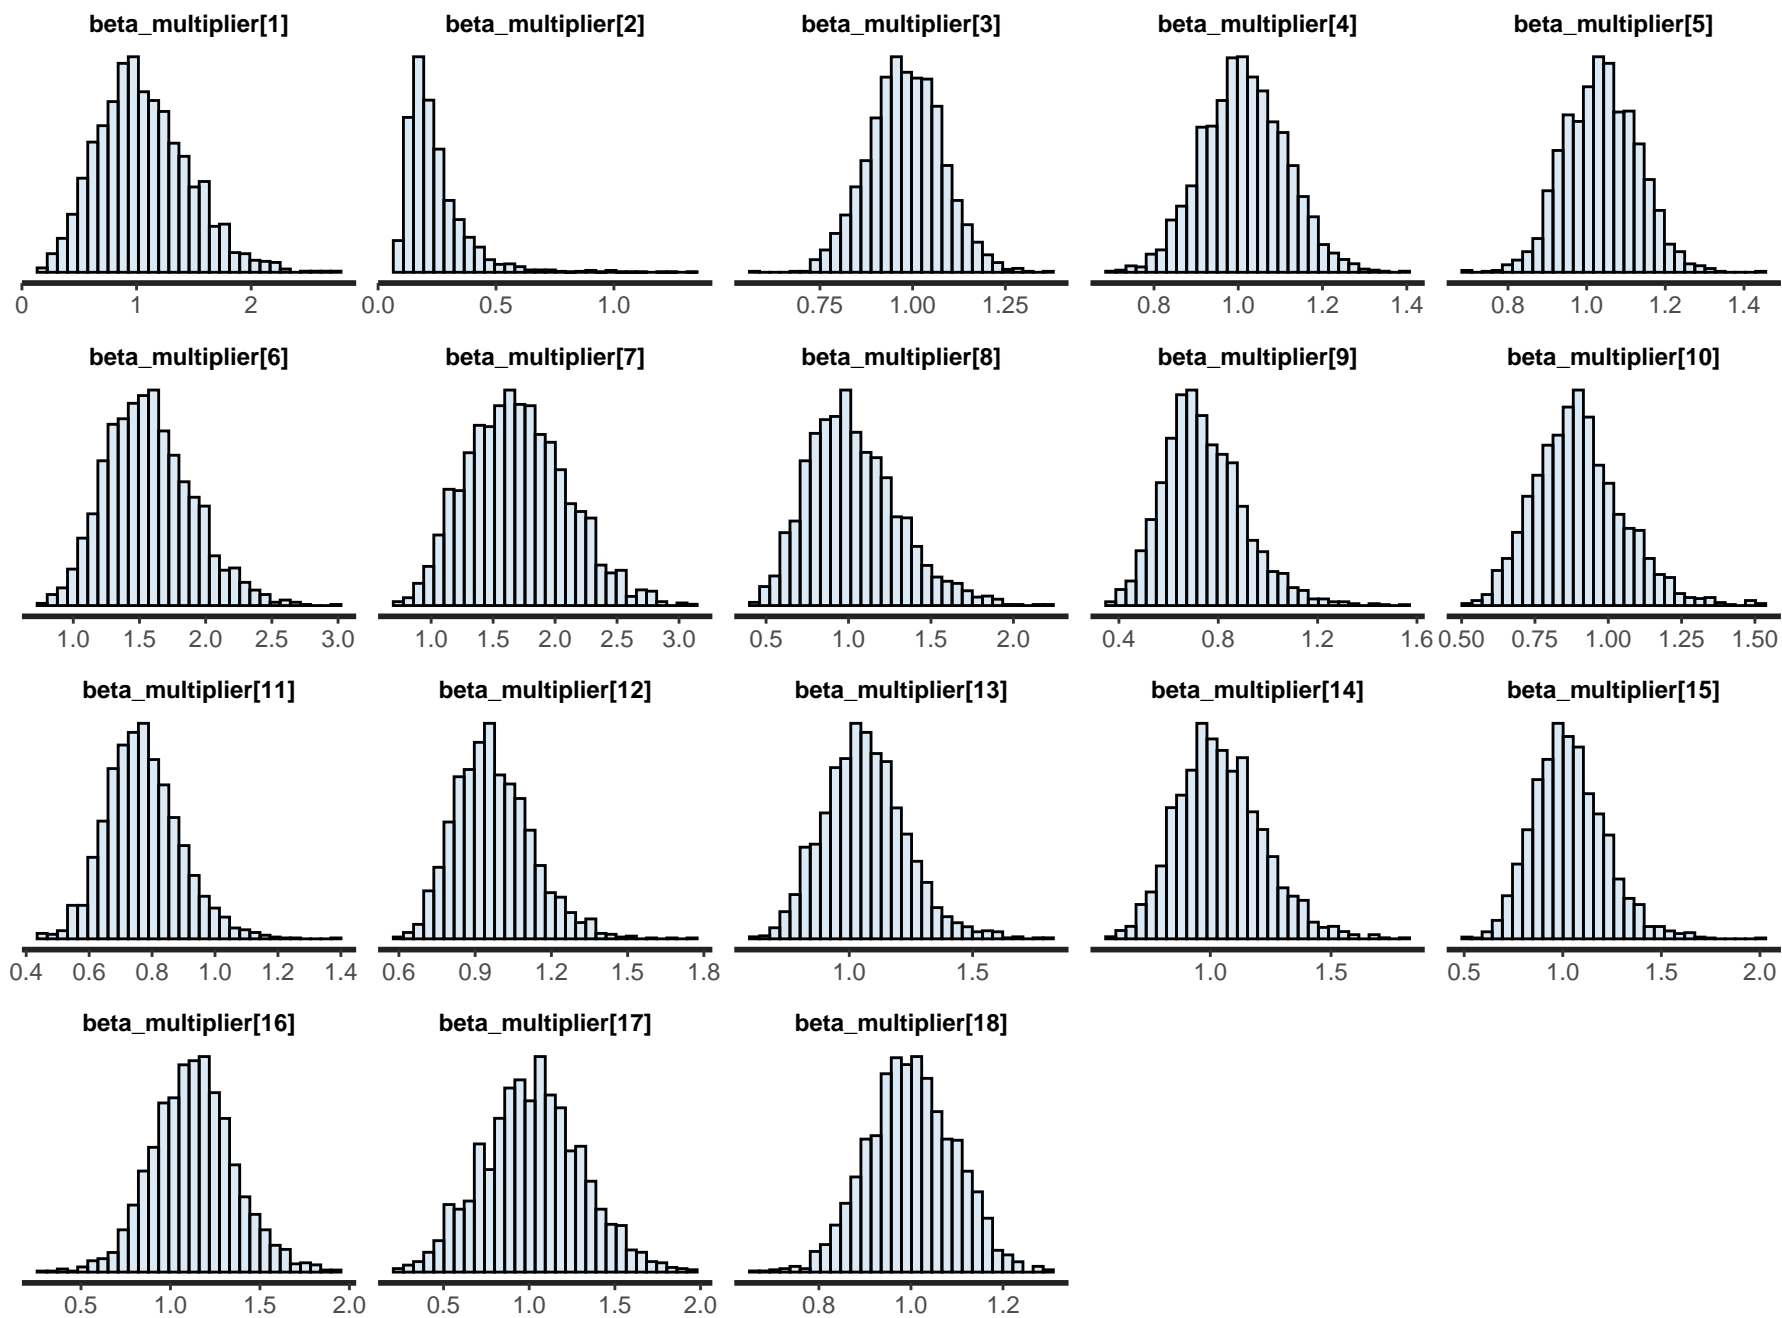 beta_multiplier[1] beta_multiplier[2] beta_multiplier[3] beta_multiplier[4] beta_multiplier[5]
0 1 2 0.0 0.5 1.0 0.75 1.00 1.25 0.8 1.0 1.2 1.4 0.8 1.0 1.2 1.4
beta_multiplier[6] beta_multiplier[7] beta_multiplier[8] beta_multiplier[9] beta_multiplier[10]
1.0 1.5 2.0 2.5 3.0 1.0 1.5 2.0 2.5 3.0 0.5 1.0 1.5 2.0 0.4 0.8 1.2 1.6 0.50 0.75 1.00 1.25 1.50
beta_multiplier[11] beta_multiplier[12] beta_multiplier[13] beta_multiplier[14] beta_multiplier[15]
0.4 0.6 0.8 1.0 1.2 1.4 0.6 0.9 1.2 1.5 1.8 1.0 1.5 1.0 1.5 0.5 1.0 1.5 2.0
beta_multiplier[16] beta_multiplier[17] beta_multiplier[18]
0.5 1.0 1.5 2.0 0.5 1.0 1.5 2.0 0.8 1.0 1.2